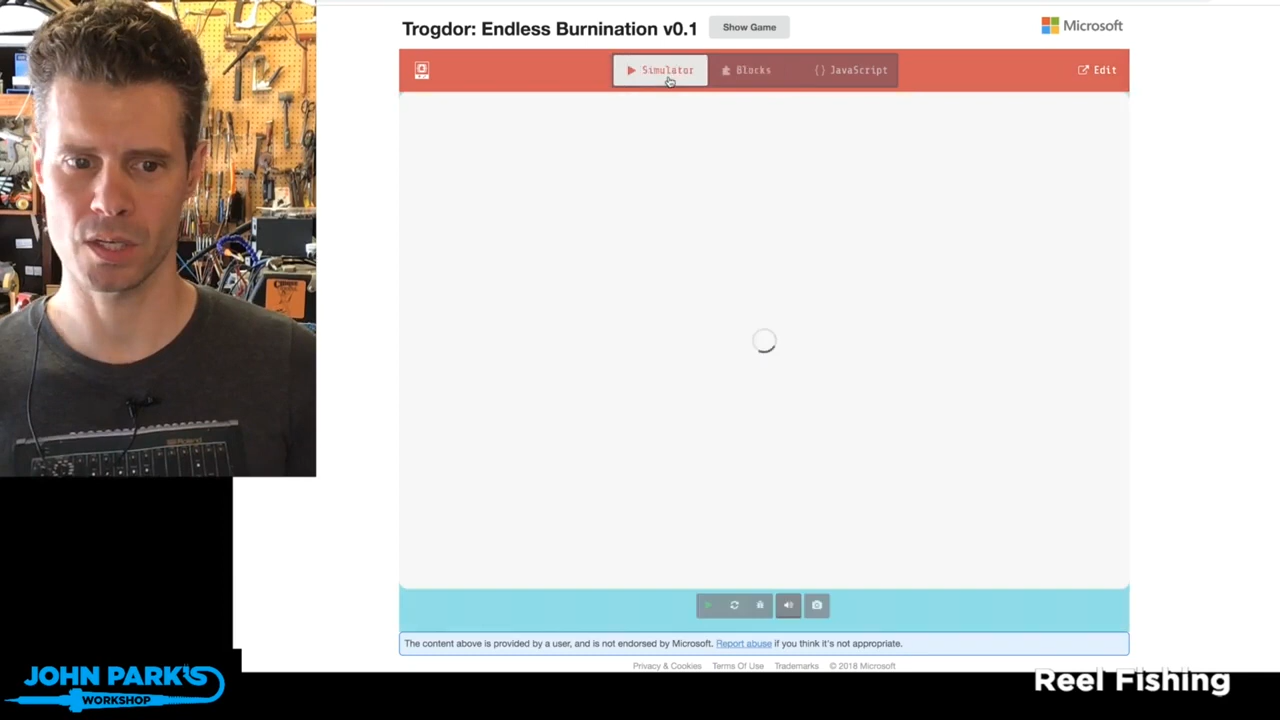 Trogdor: Endless Burnination v0.1
Show Game
Microsoft
Simulator
Blocks
{} JavaScript
Edit
Roland
The content above is provided by a user, and is not endorsed by Microsoft. Report abuse if you think it's not appropriate.
Privacy & Cookies Terms Of Use Trademarks © 2018 Microsoft
JOHN PARK'S
WORKSHOP
Reel Fishing